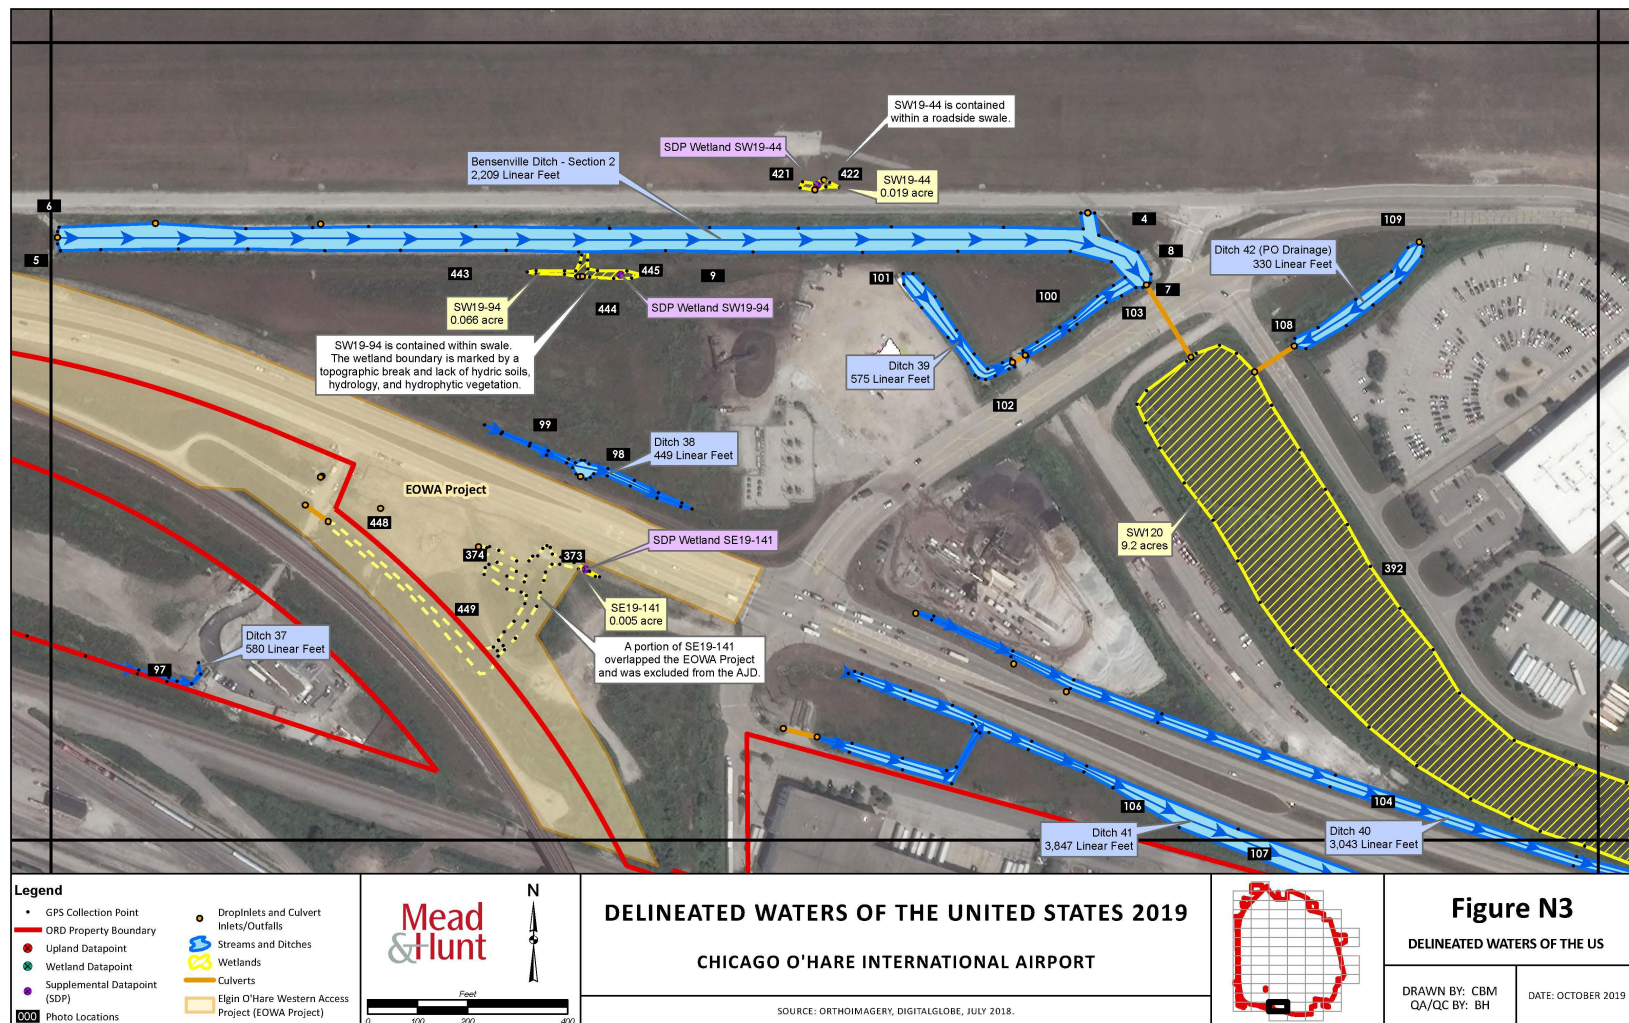 SW19-44 is contained
within a roadside swale.
SDP Wetland SW19-44
Bensenville Ditch - Section 2
2,209 Linear Feet
421
422
SW19-44
0.019 acre
6
4
109
5
8
Ditch 42 (PO Drainage)
330 Linear Feet
443
445
9
101
100
7
SW19-94
0.066 acre
444
SDP Wetland SW19-94
103
108
SW19-94 is contained within swale.
The wetland boundary is marked by a
topographic break and lack of hydric soils,
hydrology, and hydrophytic vegetation.
Ditch 39
575 Linear Feet
102
99
98
Ditch 38
449 Linear Feet
EOWA Project
448
SW120
9.2 acres
374
373
SDP Wetland SE19-141
392
449
SE19-141
0.005 acre
Ditch 37
580 Linear Feet
97
A portion of SE19-141
overlapped the EOWA Project
and was excluded from the AJD.
106
104
Ditch 41
3,847 Linear Feet
Ditch 40
3,043 Linear Feet
107
Legend
GPS Collection Point
ORD Property Boundary
Upland Datapoint
Wetland Datapoint
Supplemental Datapoint
(SDP)
000 Photo Locations
DropInlets and Culvert
Inlets/Outfalls
Streams and Ditches
Wetlands
Culverts
Elgin O'Hare Western Access
Project (EOWA Project)
Mead
&Hunt
N
Feet
0 100 200 400
DELINEATED WATERS OF THE UNITED STATES 2019
CHICAGO O'HARE INTERNATIONAL AIRPORT
SOURCE: ORTHOIMAGERY, DIGITALGLOBE, JULY 2018.
Figure N3
DELINEATED WATERS OF THE US
DRAWN BY: CBM
QA/QC BY: BH
DATE: OCTOBER 2019